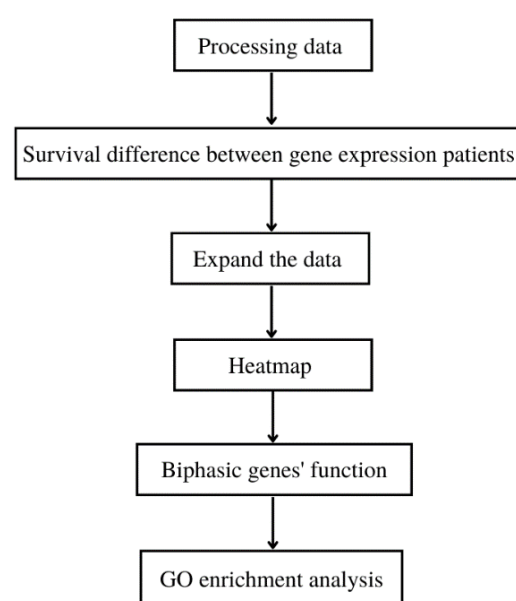 Processing data
Survival difference between gene expression patients
Expand the data
Heatmap
Biphasic genes' function
GO enrichment analysis